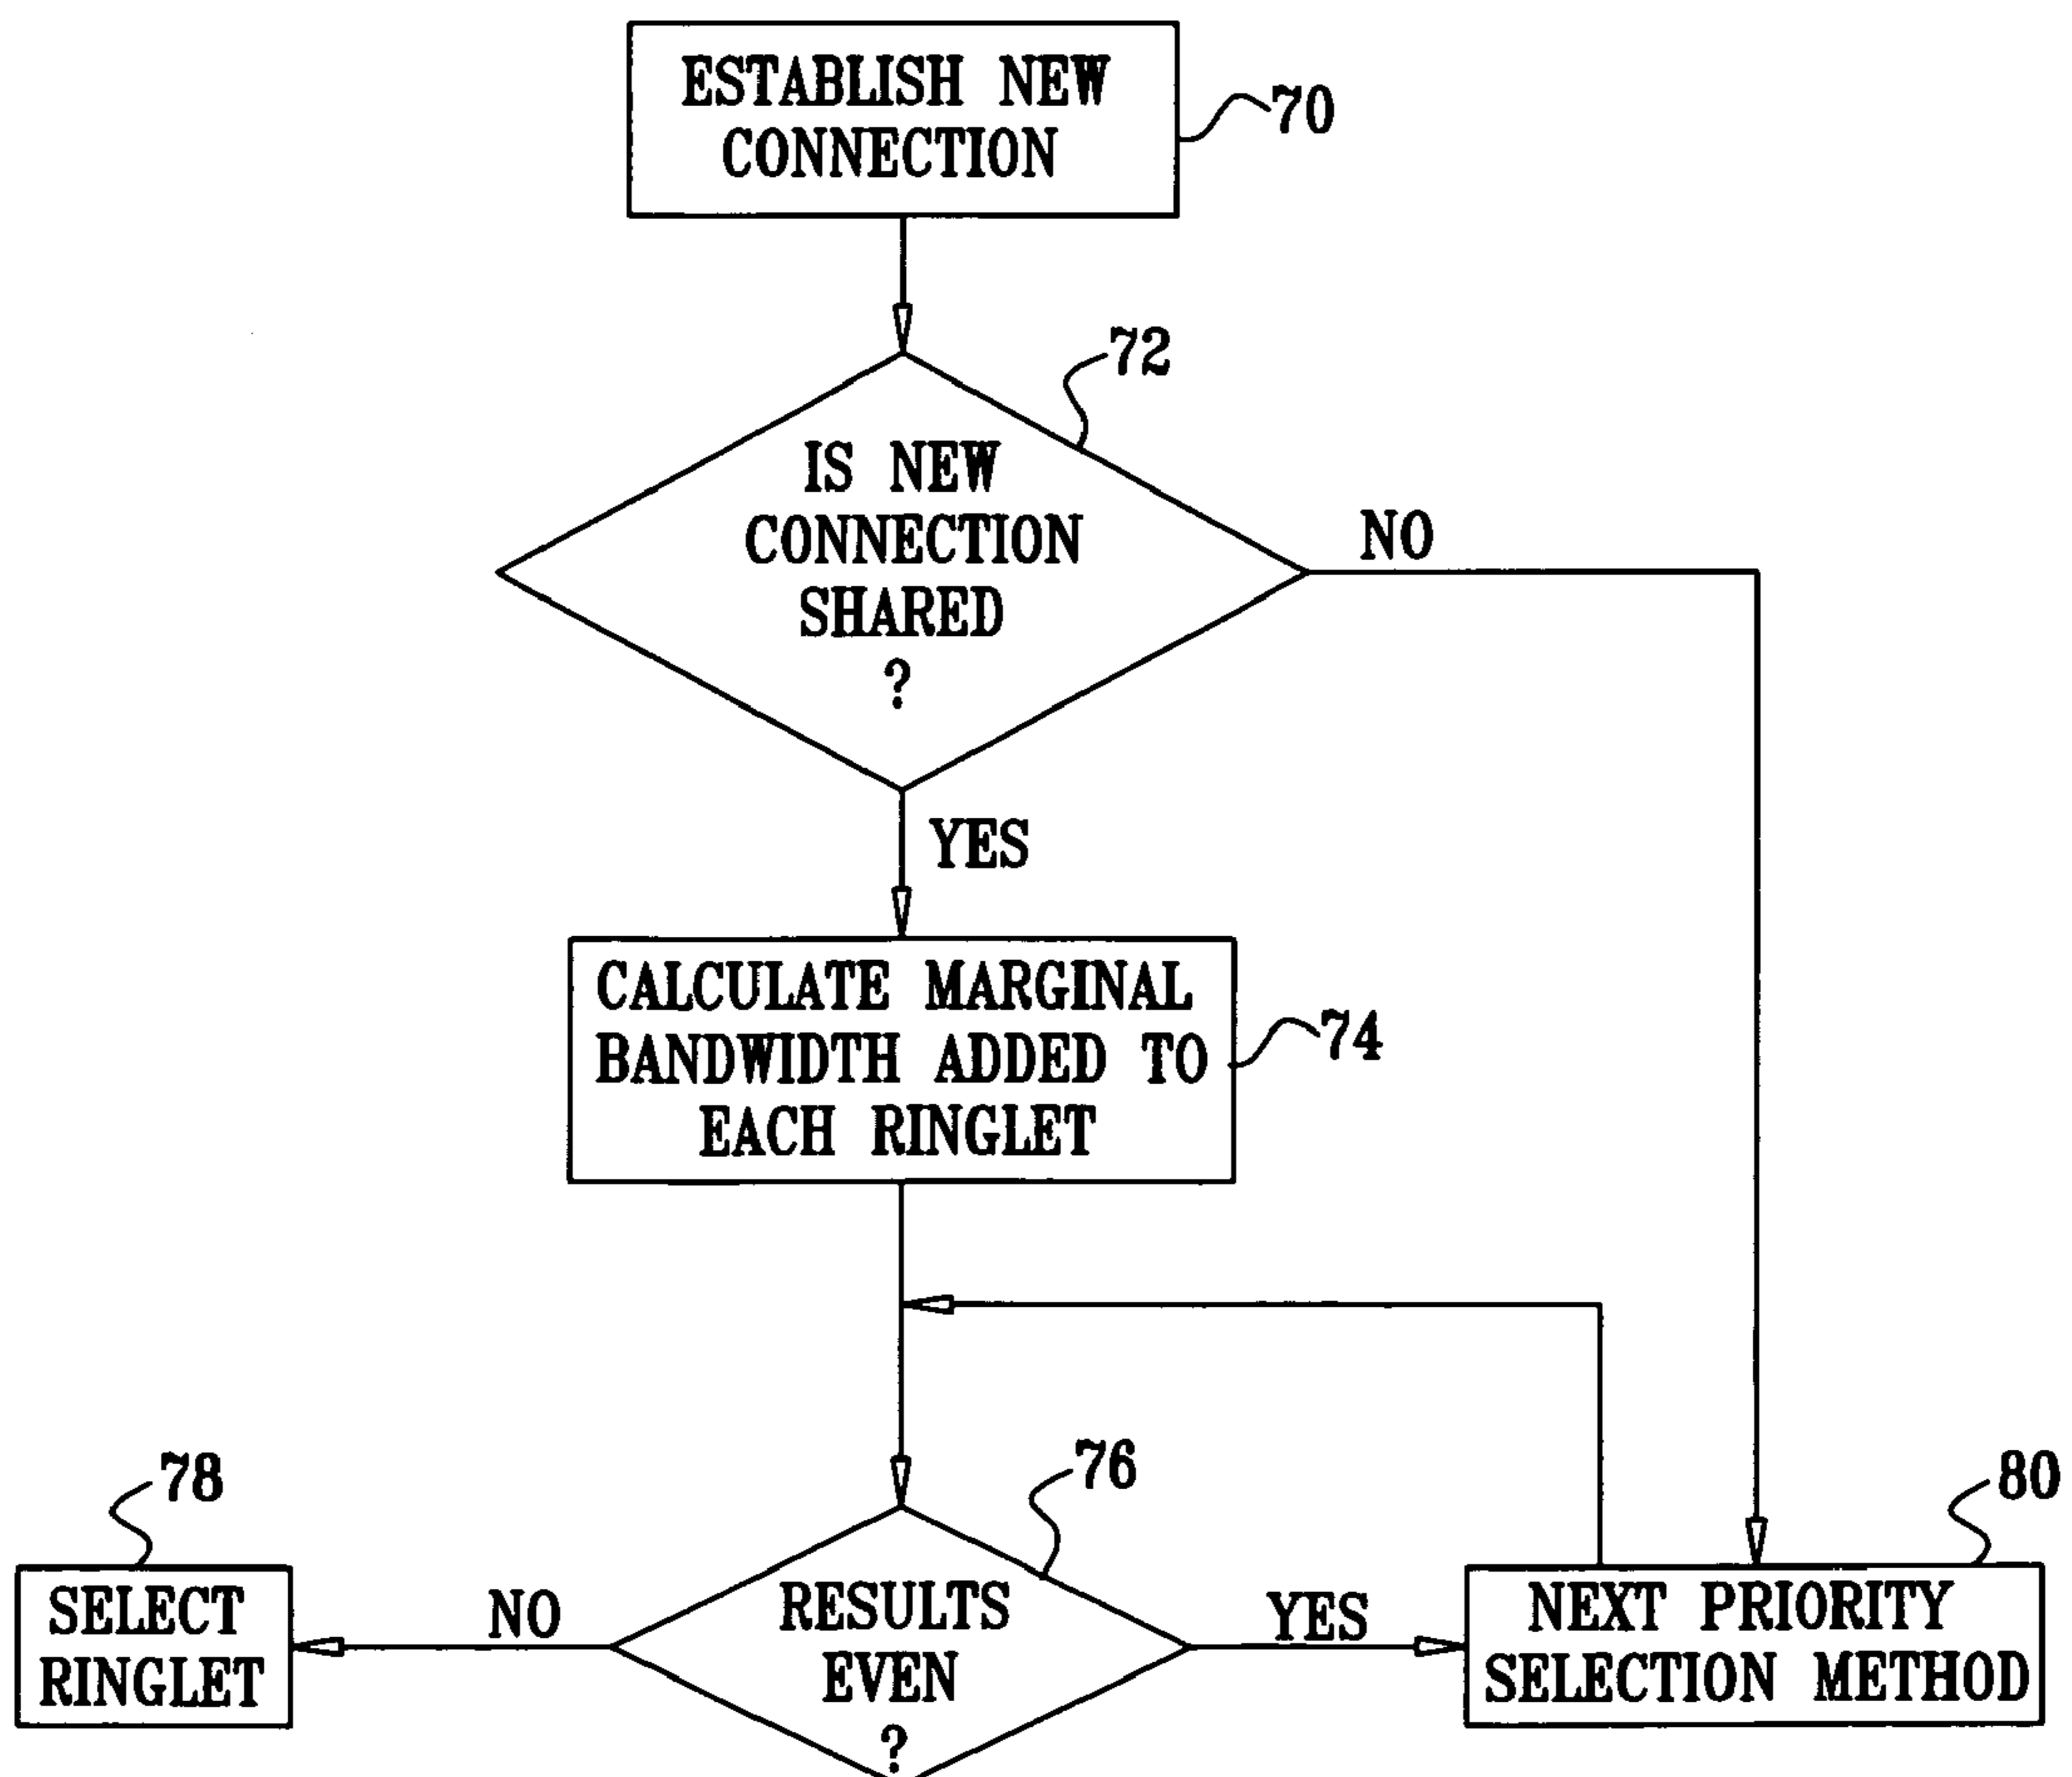 ESTABLISH NEW
CONNECTION
70
72
IS NEW
CONNECTION
SHARED
?
NO
YES
CALCULATE MARGINAL
BANDWIDTH ADDED TO
EACH RINGLET
74
76
78
80
SELECT
RINGLET
NO
RESULTS
EVEN
?
YES
NEXT PRIORITY
SELECTION METHOD